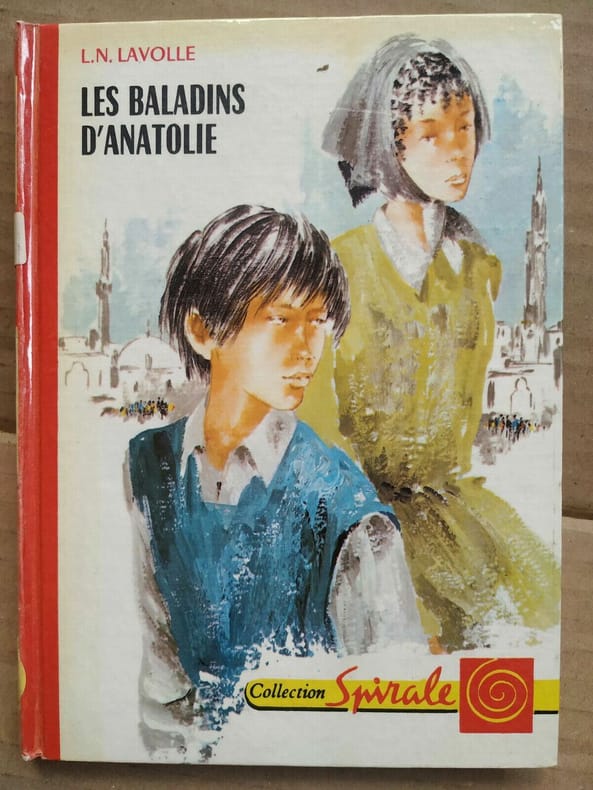 L.N. LAVOLLE
LES BALADINS
D'ANATOLIE
Collection Spirale